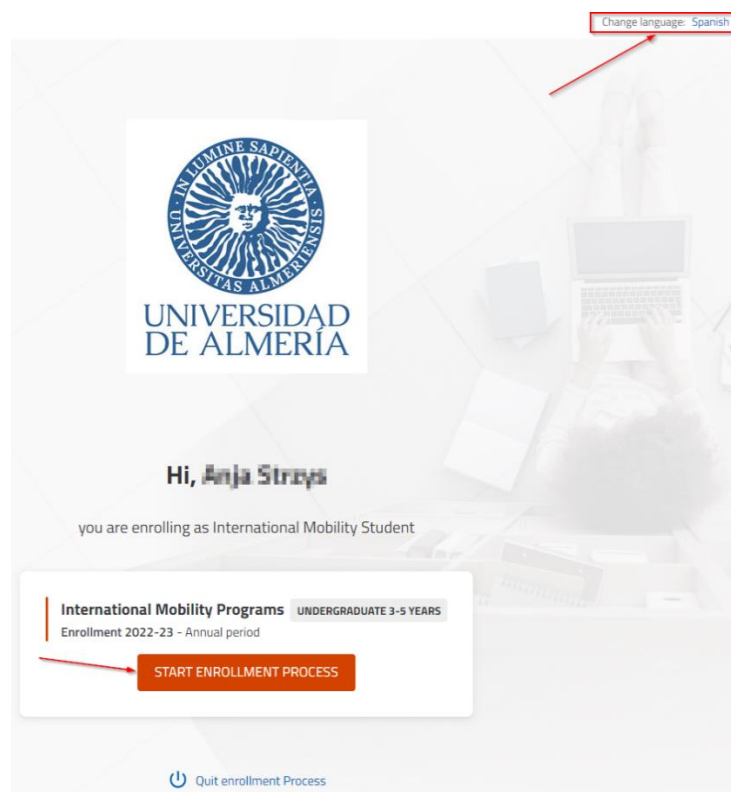 Change language: Spanish
IN LUMINE SAPIENTIA · UNIVERSITAS ALMERIENSIS ·
UNIVERSIDAD
DE ALMERÍA
Hi,
you are enrolling as International Mobility Student
International Mobility Programs UNDERGRADUATE 3-5 YEARS
Enrollment 2022-23 - Annual period
START ENROLLMENT PROCESS
Quit enrollment Process